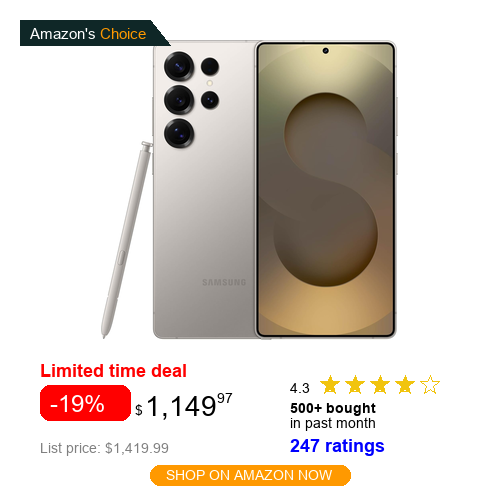 Amazon's Choice
SAMSUNG
Limited time deal
-19% $1,149 97
List price: $1,419.99
4.3
500+ bought
in past month
247 ratings
SHOP ON AMAZON NOW